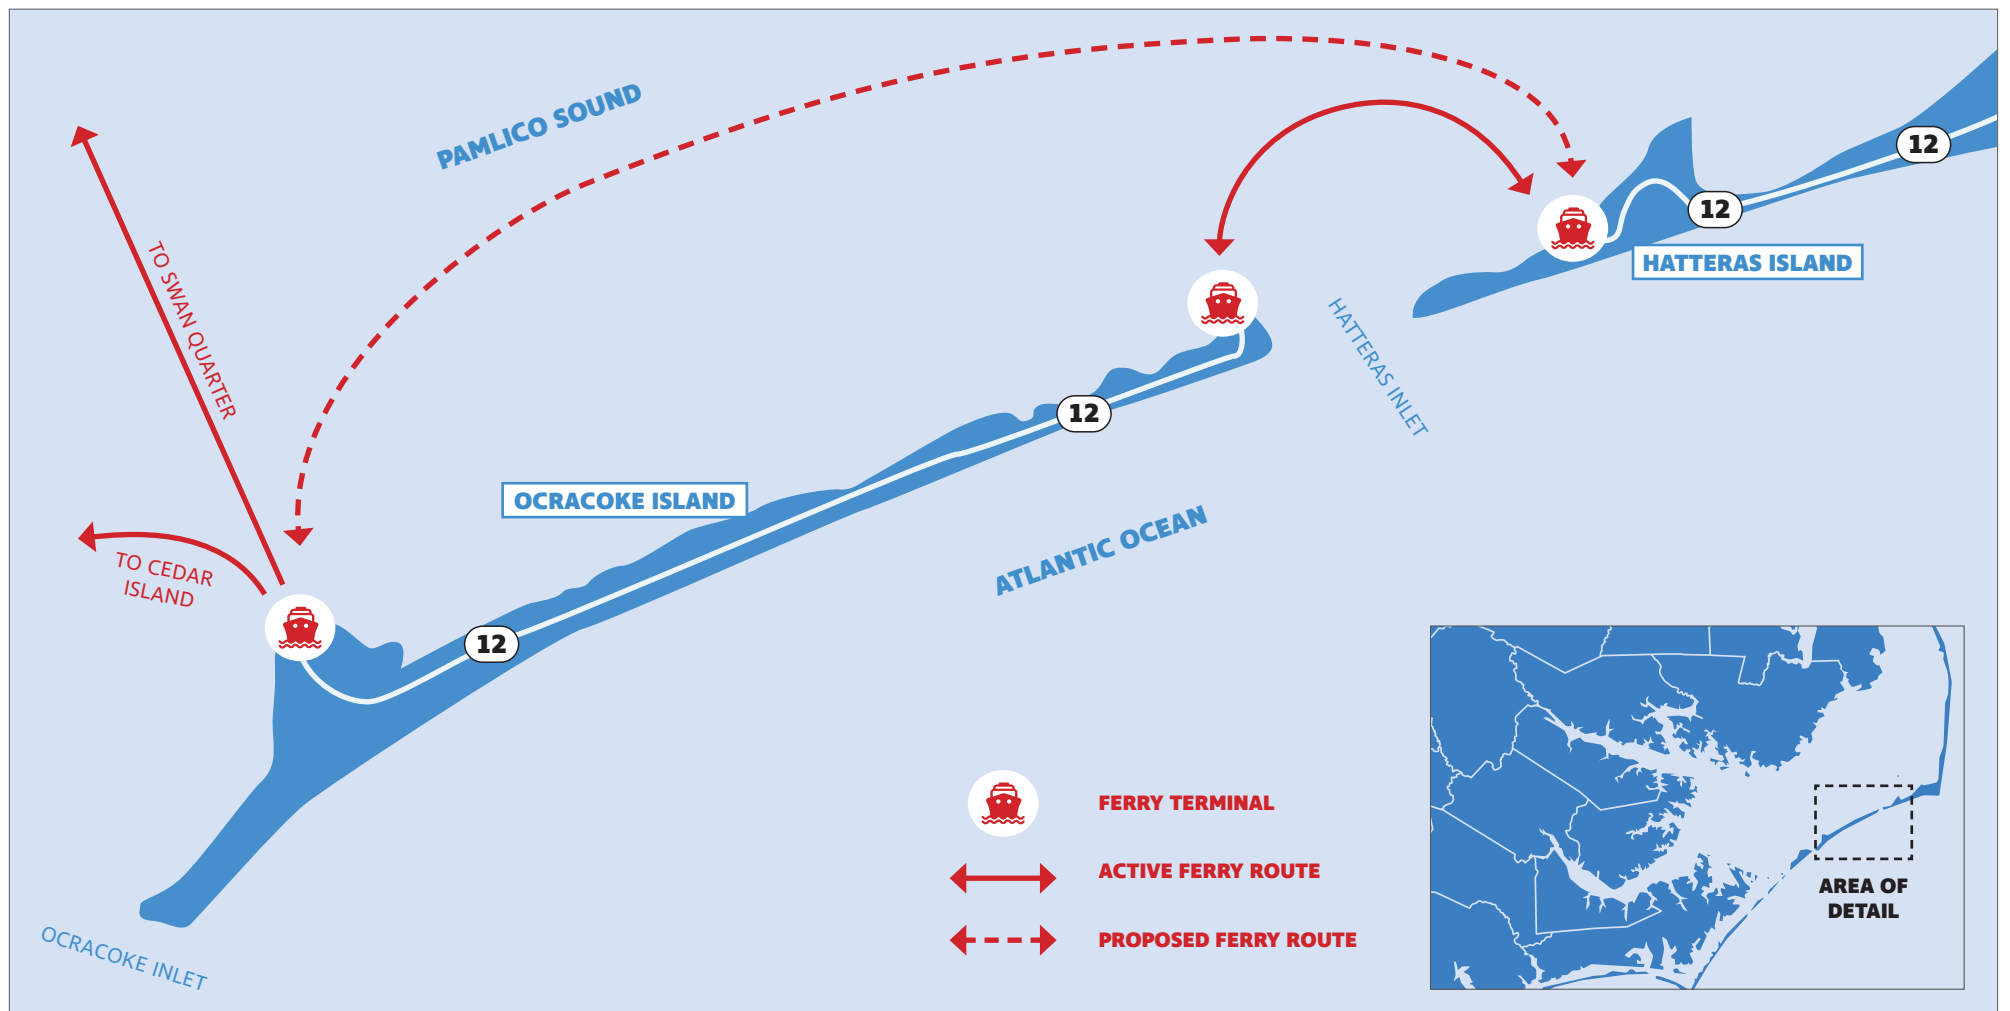 PAMLICO SOUND
12
12
HATTERAS ISLAND
TO SWAN QUARTER
HATTERAS INLET
12
OCRACOKE ISLAND
ATLANTIC OCEAN
TO CEDAR
ISLAND
12
FERRY TERMINAL
ACTIVE FERRY ROUTE
PROPOSED FERRY ROUTE
AREA OF
DETAIL
OCRACOKE INLET